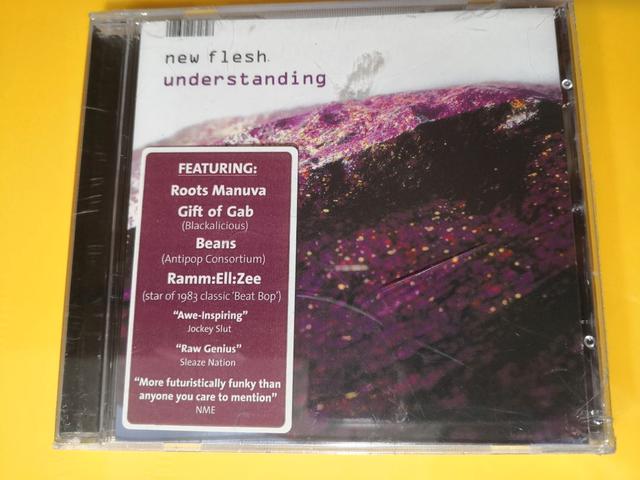 new flesh
understanding
FEATURING:
Roots Manuva
Gift of Gab
(Blackalicious)
Beans
(Antipop Consortium)
Ramm:Ell:Zee
(star of 1983 classic 'Beat Bop')
"Awe-Inspiring"
Jockey Slut
"Raw Genius"
Sleaze Nation
"More futuristically funky than
anyone you care to mention"
NME